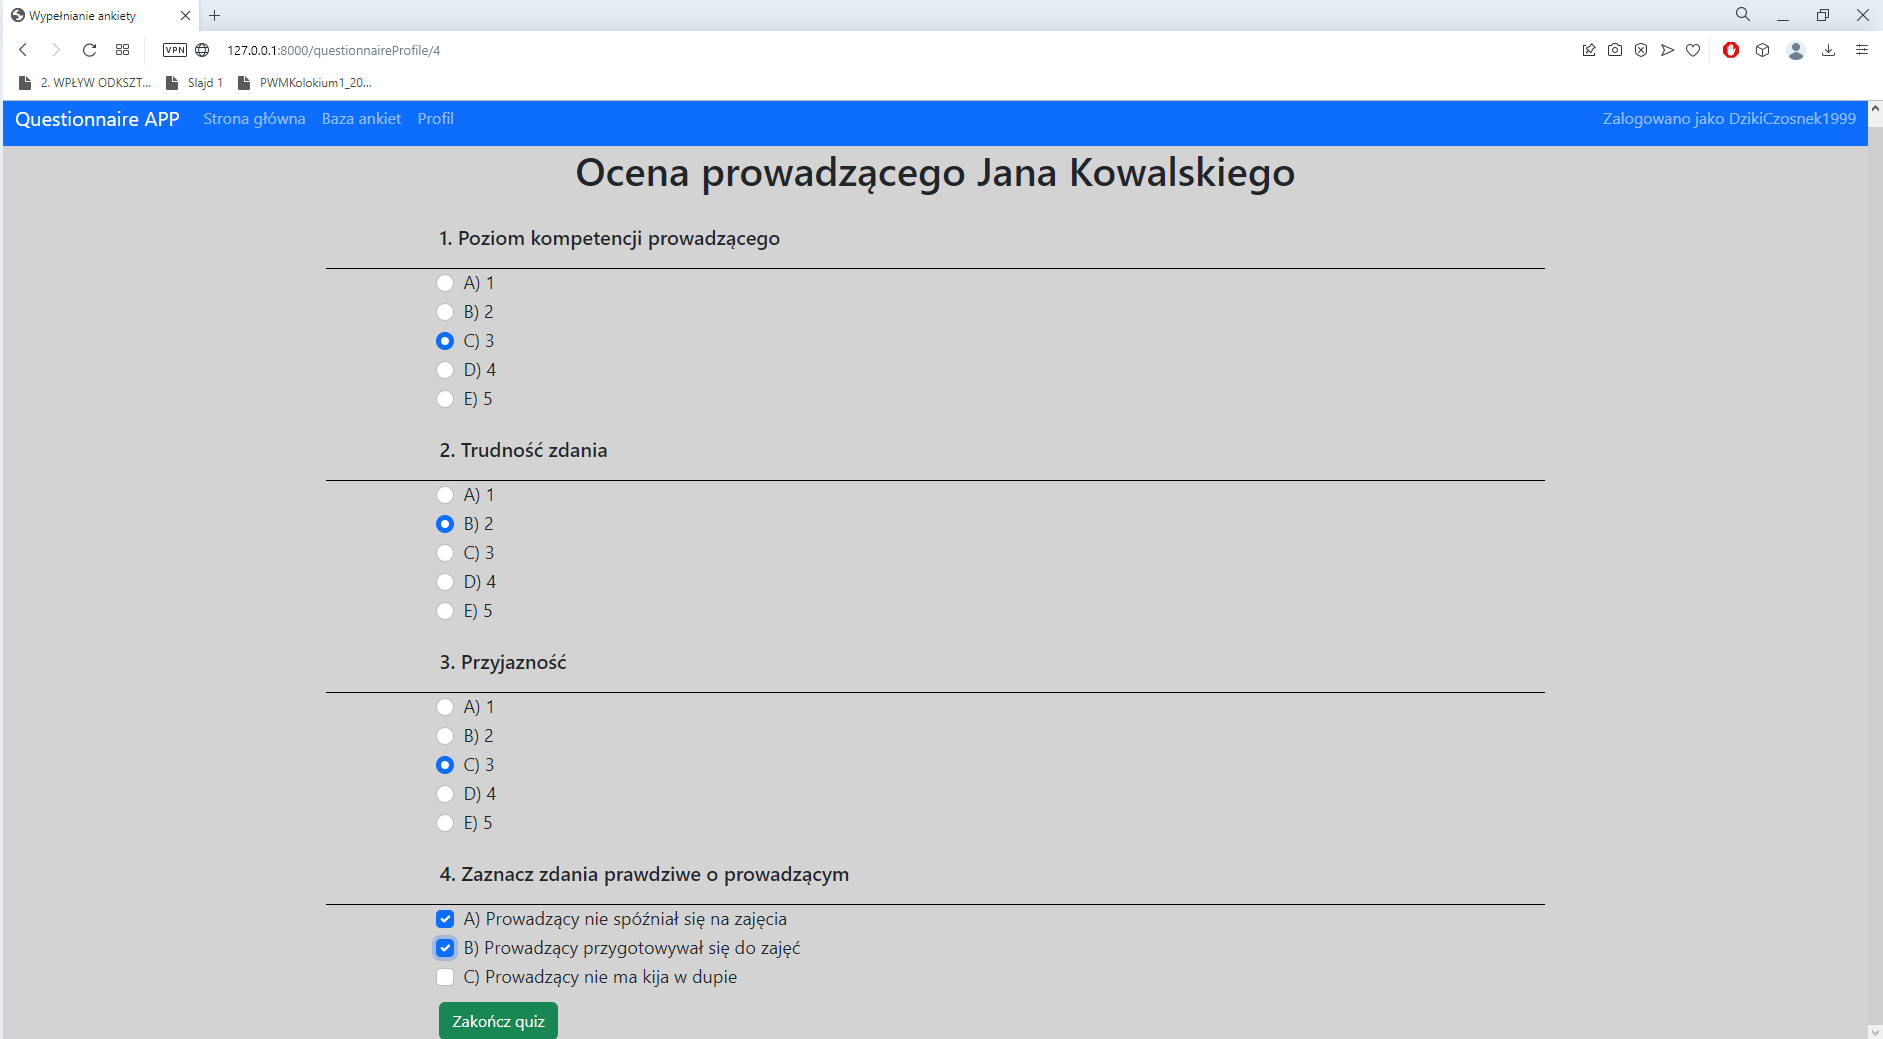 Wypełnianie ankiety
VPN 127.0.0.1:8000/questionnaireProfile/4
2. WPŁYW ODKSZT... Slajd 1 PWMKolokium1_20...
Questionnaire APP Strona główna Baza ankiet Profil Zalogowano jako DzikiCzosnek1999
Ocena prowadzącego Jana Kowalskiego
1. Poziom kompetencji prowadzącego
A) 1
B) 2
C) 3
D) 4
E) 5
2. Trudność zdania
A) 1
B) 2
C) 3
D) 4
E) 5
3. Przyjazność
A) 1
B) 2
C) 3
D) 4
E) 5
4. Zaznacz zdania prawdziwe o prowadzącym
A) Prowadzący nie spóźniał się na zajęcia
B) Prowadzący przygotowywał się do zajęć
C) Prowadzący nie ma kija w dupie
Zakończ quiz